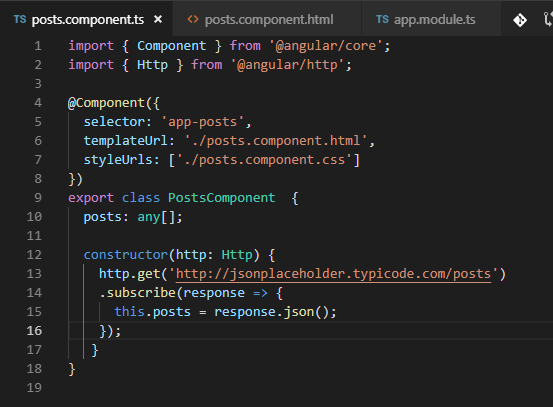 TS posts.component.ts × <> posts.component.html TS app.module.ts
1 import { Component } from '@angular/core';
2 import { Http } from '@angular/http';
3
4 @Component({
5   selector: 'app-posts',
6   templateUrl: './posts.component.html',
7   styleUrls: ['./posts.component.css']
8 })
9 export class PostsComponent  {
10   posts: any[];
11
12   constructor(http: Http) {
13     http.get('http://jsonplaceholder.typicode.com/posts')
14     .subscribe(response => {
15       this.posts = response.json();
16     });
17    }
18 }
19